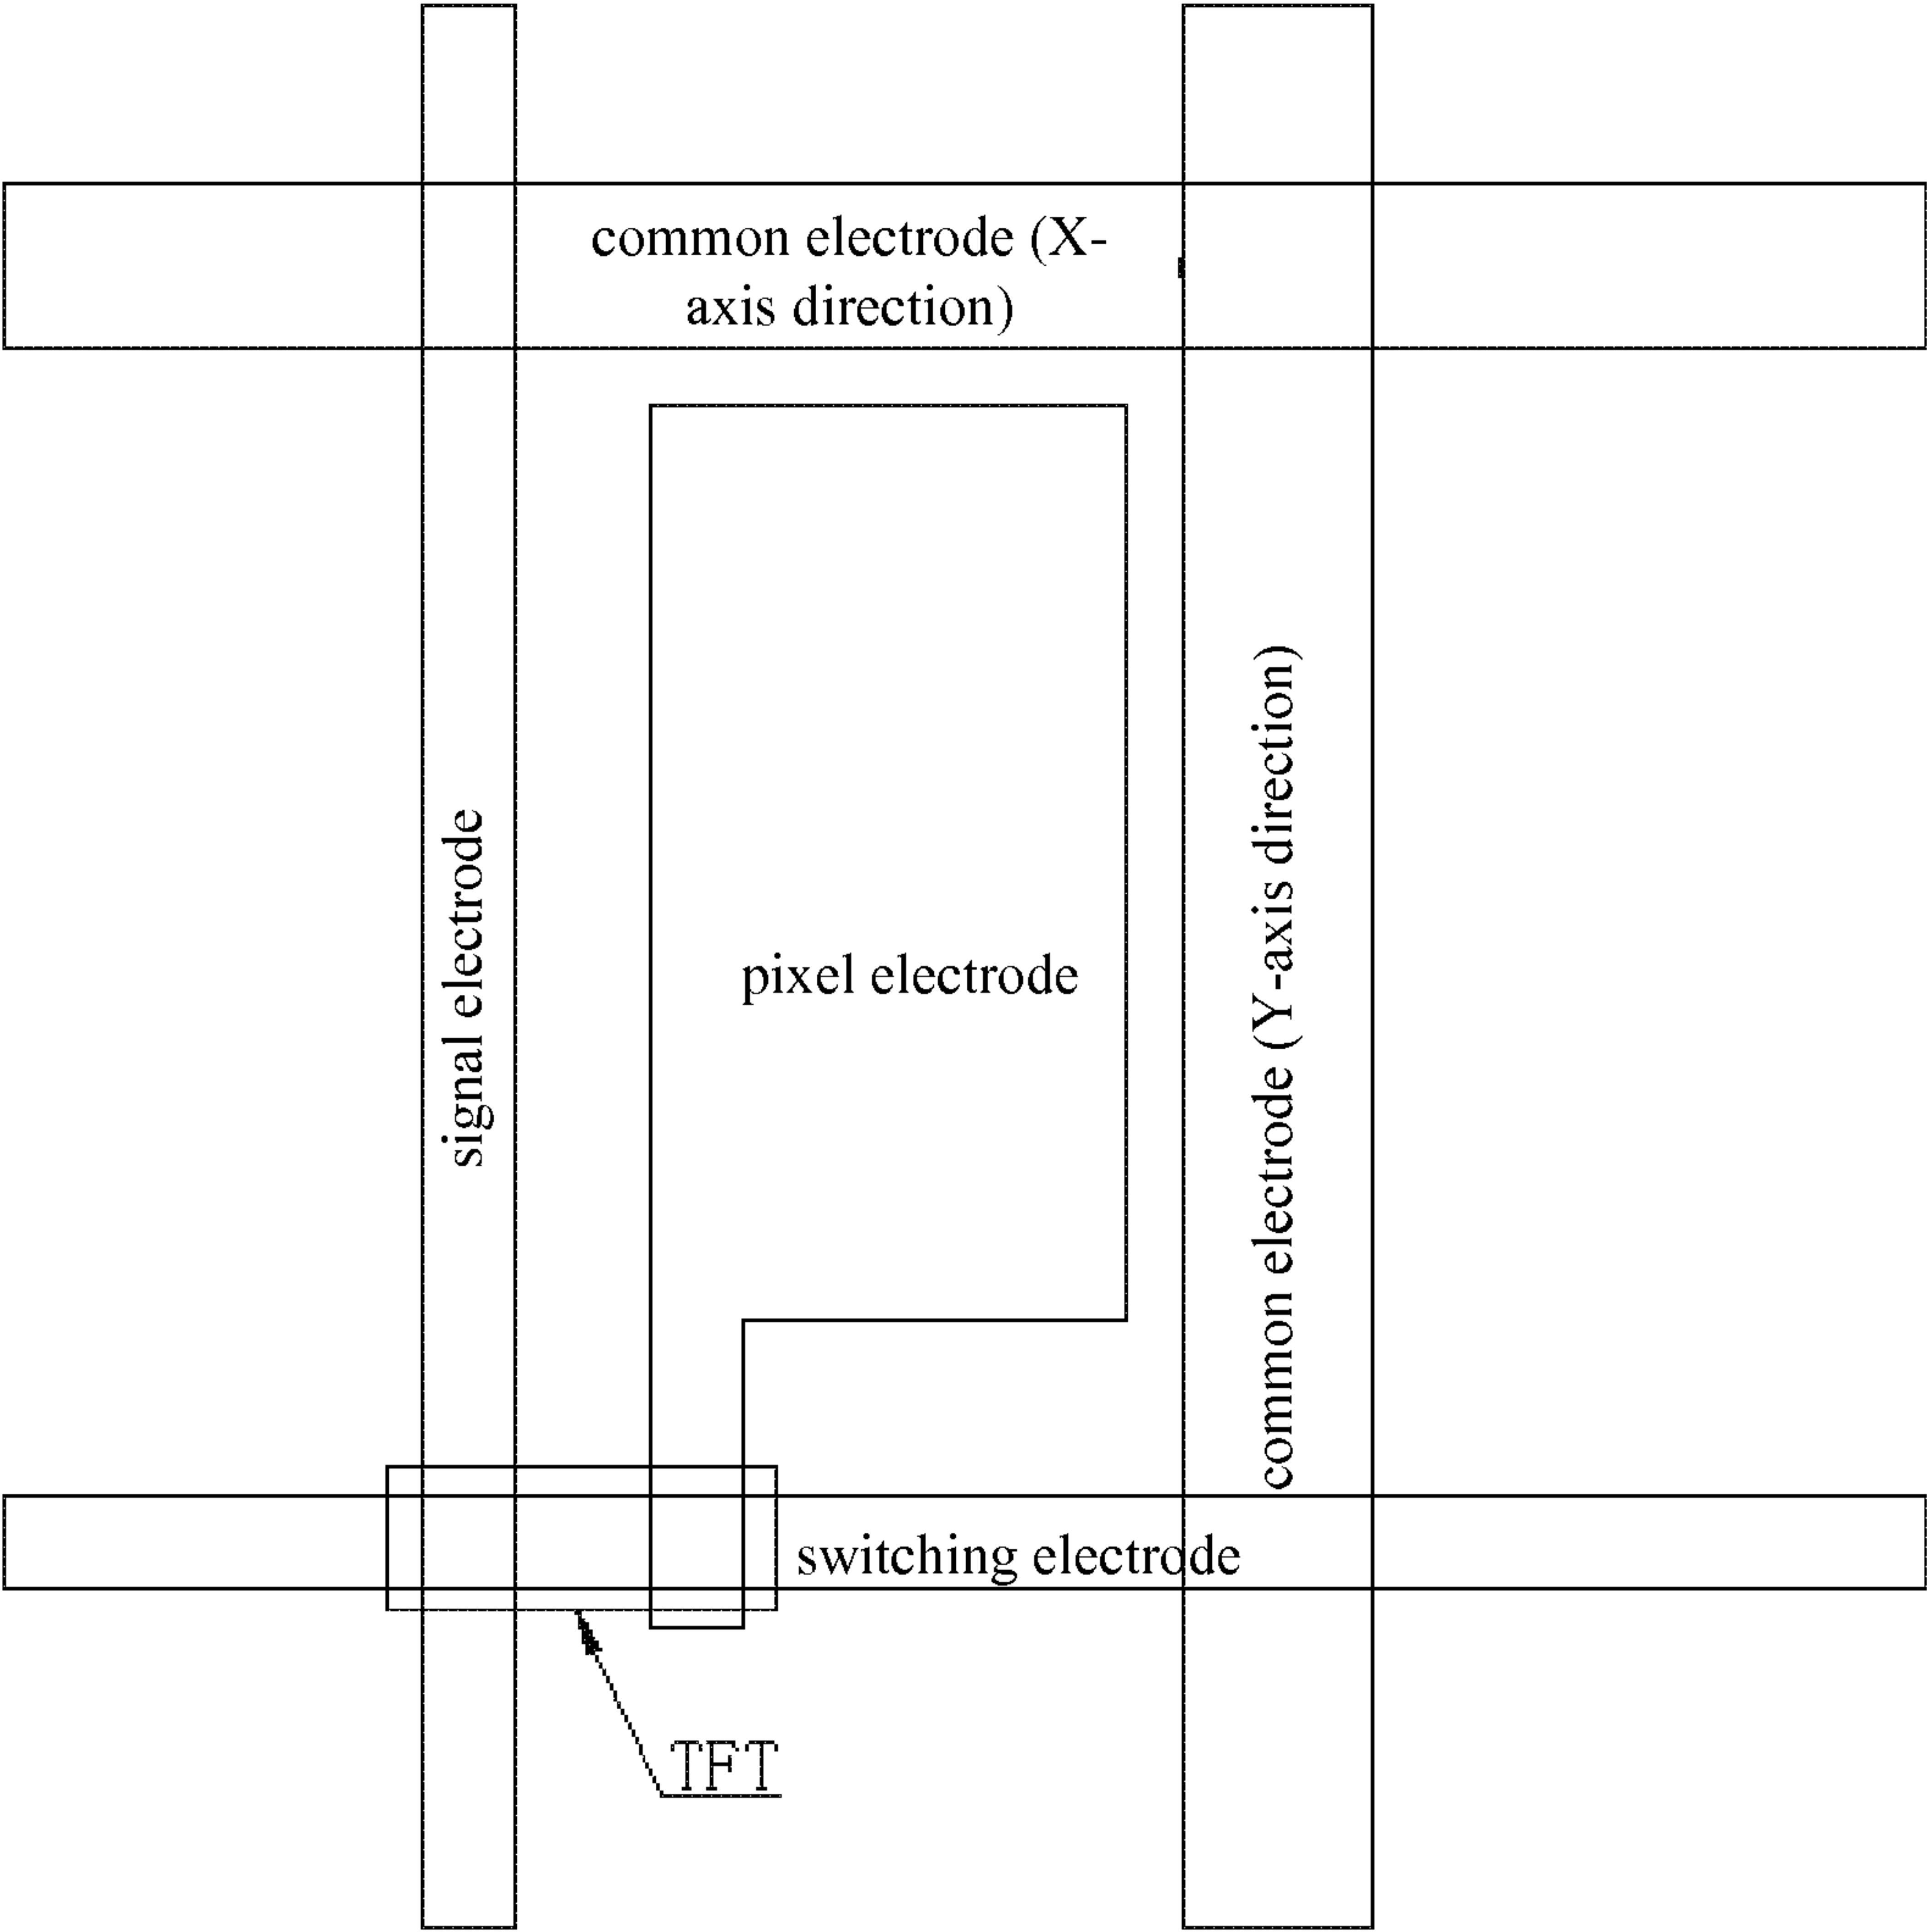 common electrode (X-
axis direction)
signal electrode
pixel electrode
common electrode (Y-axis direction)
switching electrode
TFT